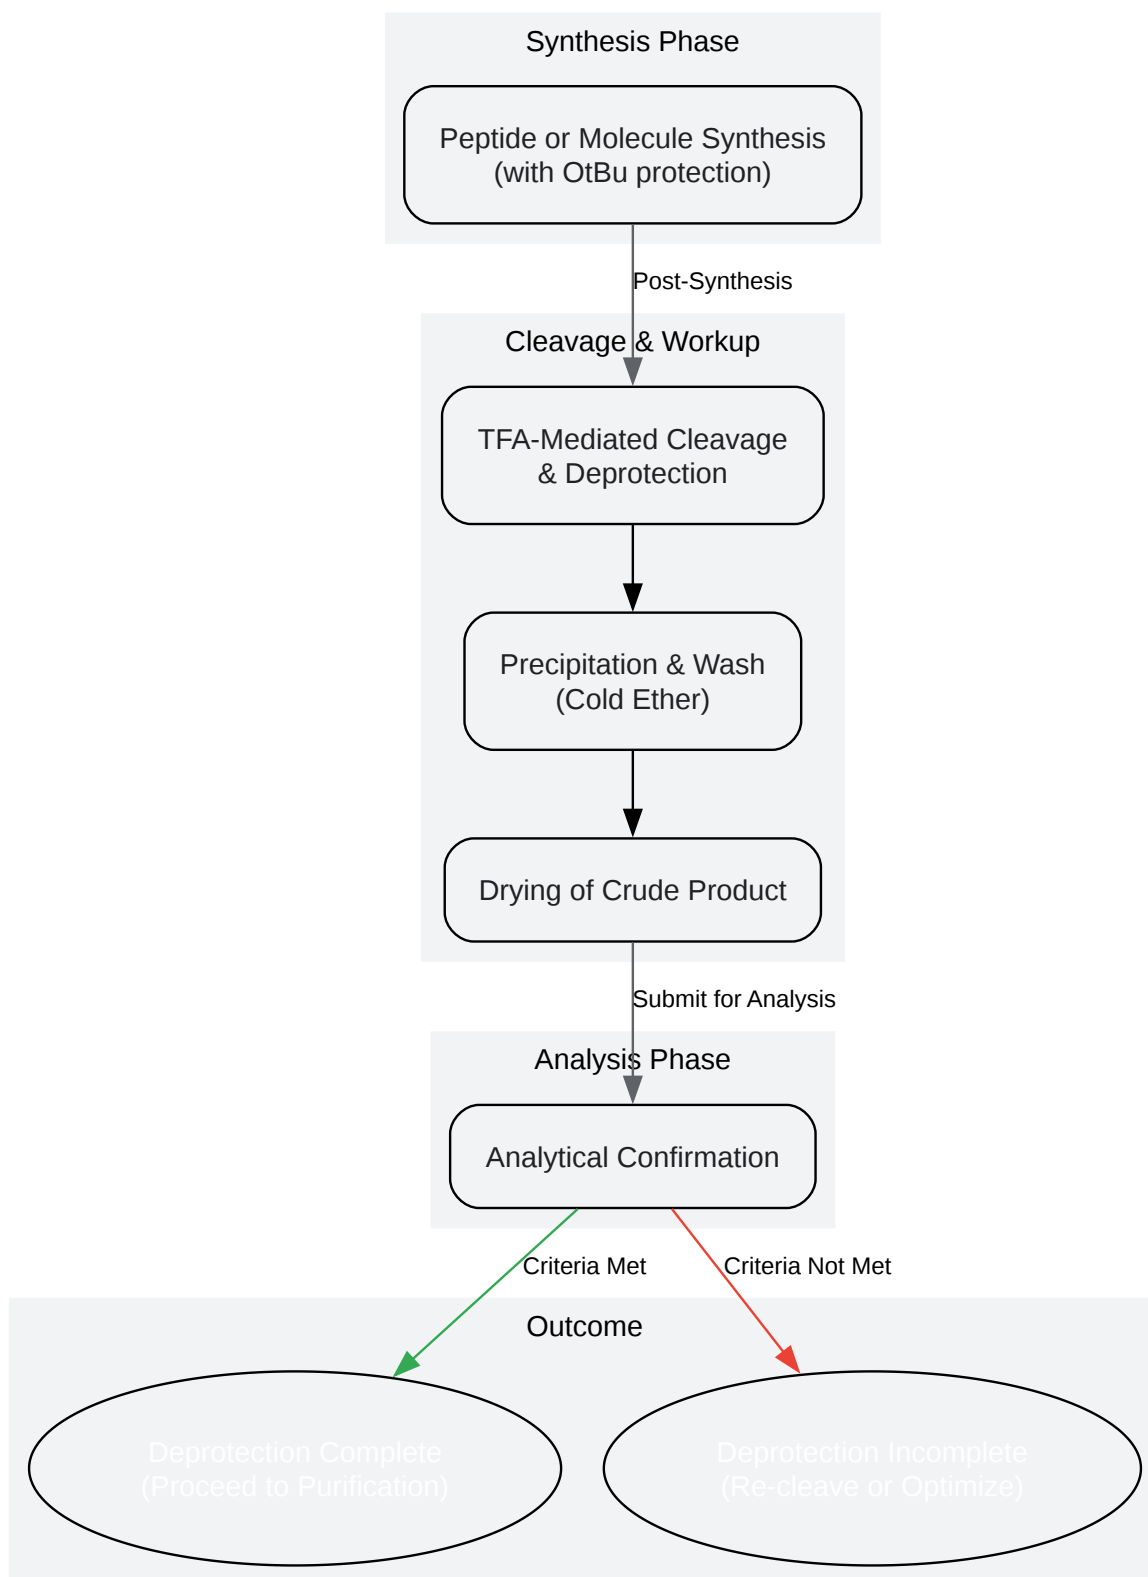 Synthesis Phase
Peptide or Molecule Synthesis
(with OtBu protection)
Post-Synthesis
Cleavage & Workup
TFA-Mediated Cleavage
& Deprotection
Precipitation & Wash
(Cold Ether)
Drying of Crude Product
Submit for Analysis
Analysis Phase
Analytical Confirmation
Criteria Met
Criteria Not Met
Outcome
Deprotection Complete
(Proceed to Purification)
Deprotection Incomplete
(Re-cleave or Optimize)